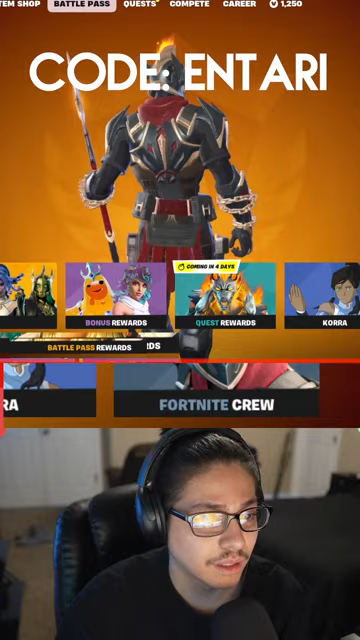 TEM SHOP BATTLE PASS QUESTS COMPETE CAREER V 1,250
CODE: ENTARI
COMING IN 4 DAYS
BONUS REWARDS QUEST REWARDS KORRA
BATTLE PASS REWARDS DS
RA FORTNITE CREW